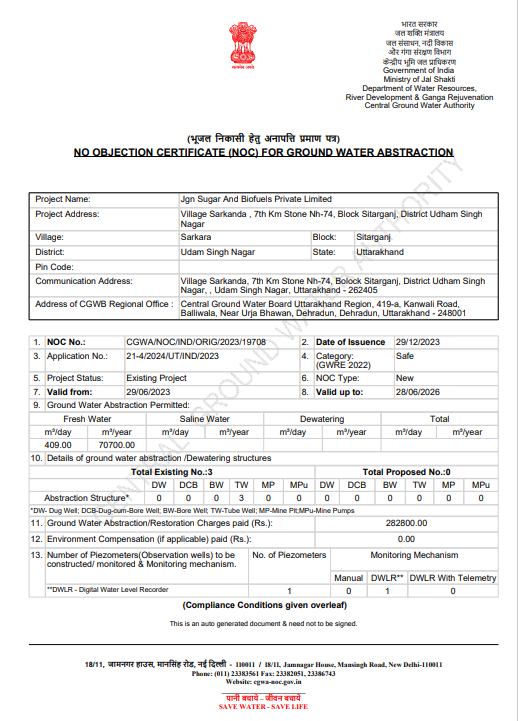 भारत सरकार
जल शक्ति मंत्रालय
जल संसाधन, नदी विकास
और गंगा संरक्षण विभाग
केन्द्रीय भूमि जल प्राधिकरण
Government of India
Ministry of Jal Shakti
Department of Water Resources,
River Development & Ganga Rejuvenation
Central Ground Water Authority
सत्यमेव जयते
(भूजल निकासी हेतु अनापत्ति प्रमाण पत्र)
NO OBJECTION CERTIFICATE (NOC) FOR GROUND WATER ABSTRACTION
Project Name: Jgn Sugar And Biofuels Private Limited
Project Address: Village Sarkanda , 7th Km Stone Nh-74, Block Sitarganj, District Udham Singh
Nagar
Village: Sarkara Block: Sitarganj
District: Udam Singh Nagar State: Uttarakhand
Pin Code:
Communication Address: Village Sarkanda, 7th Km Stone Nh-74, Bolock Sitarganj, District Udham Singh
Nagar, , Udam Singh Nagar, Uttarakhand - 262405
Address of CGWB Regional Office : Central Ground Water Board Uttarakhand Region, 419-a, Kanwali Road,
Balliwala, Near Urja Bhawan, Dehradun, Dehradun, Uttarakhand - 248001
1. NOC No.: CGWA/NOC/IND/ORIG/2023/19708 2. Date of Issuence 29/12/2023
3. Application No.: 21-4/2024/UT/IND/2023 4. Category: Safe
(GWRE 2022)
5. Project Status: Existing Project 6. NOC Type: New
7. Valid from: 29/06/2023 8. Valid up to: 28/06/2026
9. Ground Water Abstraction Permitted:
Fresh Water Saline Water Dewatering Total
m³/day m³/year m³/day m³/year m³/day m³/year m³/day m³/year
409.00 70700.00
10. Details of ground water abstraction /Dewatering structures
Total Existing No.:3 Total Proposed No.:0
DW DCB BW TW MP MPu DW DCB BW TW MP MPu
Abstraction Structure* 0 0 0 3 0 0 0 0 0 0 0 0
*DW- Dug Well; DCB-Dug-cum-Bore Well; BW-Bore Well; TW-Tube Well; MP-Mine Pit;MPu-Mine Pumps
11. Ground Water Abstraction/Restoration Charges paid (Rs.): 282800.00
12. Environment Compensation (if applicable) paid (Rs.): 0.00
13. Number of Piezometers(Observation wells) to be
constructed/ monitored & Monitoring mechanism. No. of Piezometers Monitoring Mechanism
Manual DWLR** DWLR With Telemetry
**DWLR - Digital Water Level Recorder 1 0 1 0
(Compliance Conditions given overleaf)
This is an auto generated document & need not to be signed.
18/11, जामनगर हाउस, मानसिंह रोड, नई दिल्ली - 110011 / 18/11, Jamnagar House, Mansingh Road, New Delhi-110011
Phone: (011) 23383561 Fax: 23382051, 23386743
Website: cgwa-noc.gov.in
पानी बचाये - जीवन बचाये
SAVE WATER - SAVE LIFE
CENTRAL GROUND WATER AUTHORITY